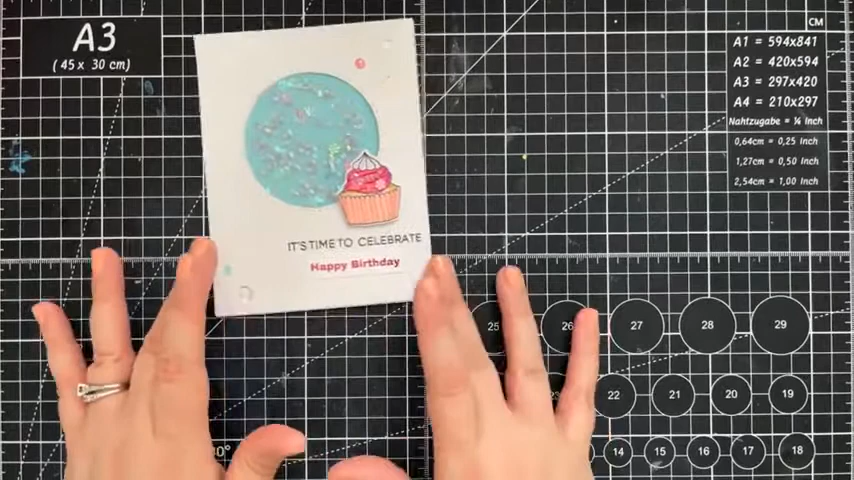 A3
(45 x 30 cm)
CM
A1 = 594x841
A2 = 420x594
A3 = 297x420
A4 = 210x297
Nahtzugabe = ¼ Inch
0,64cm = 0,25 Inch
1,27cm = 0,50 Inch
2,54cm = 1,00 Inch
IT'S TIME TO CELEBRATE
Happy Birthday
25
26
27
28
29
22
21
20
19
14
15
16
17
18